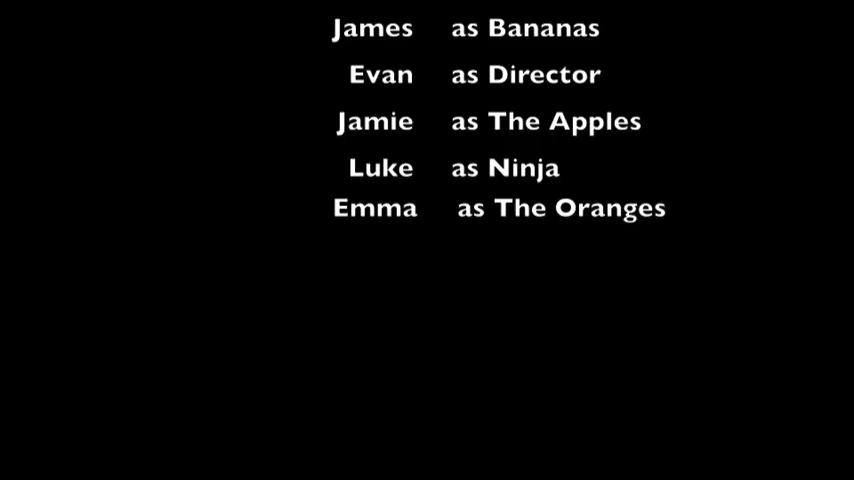 James as Bananas
Evan as Director
Jamie as The Apples
Luke as Ninja
Emma as The Oranges